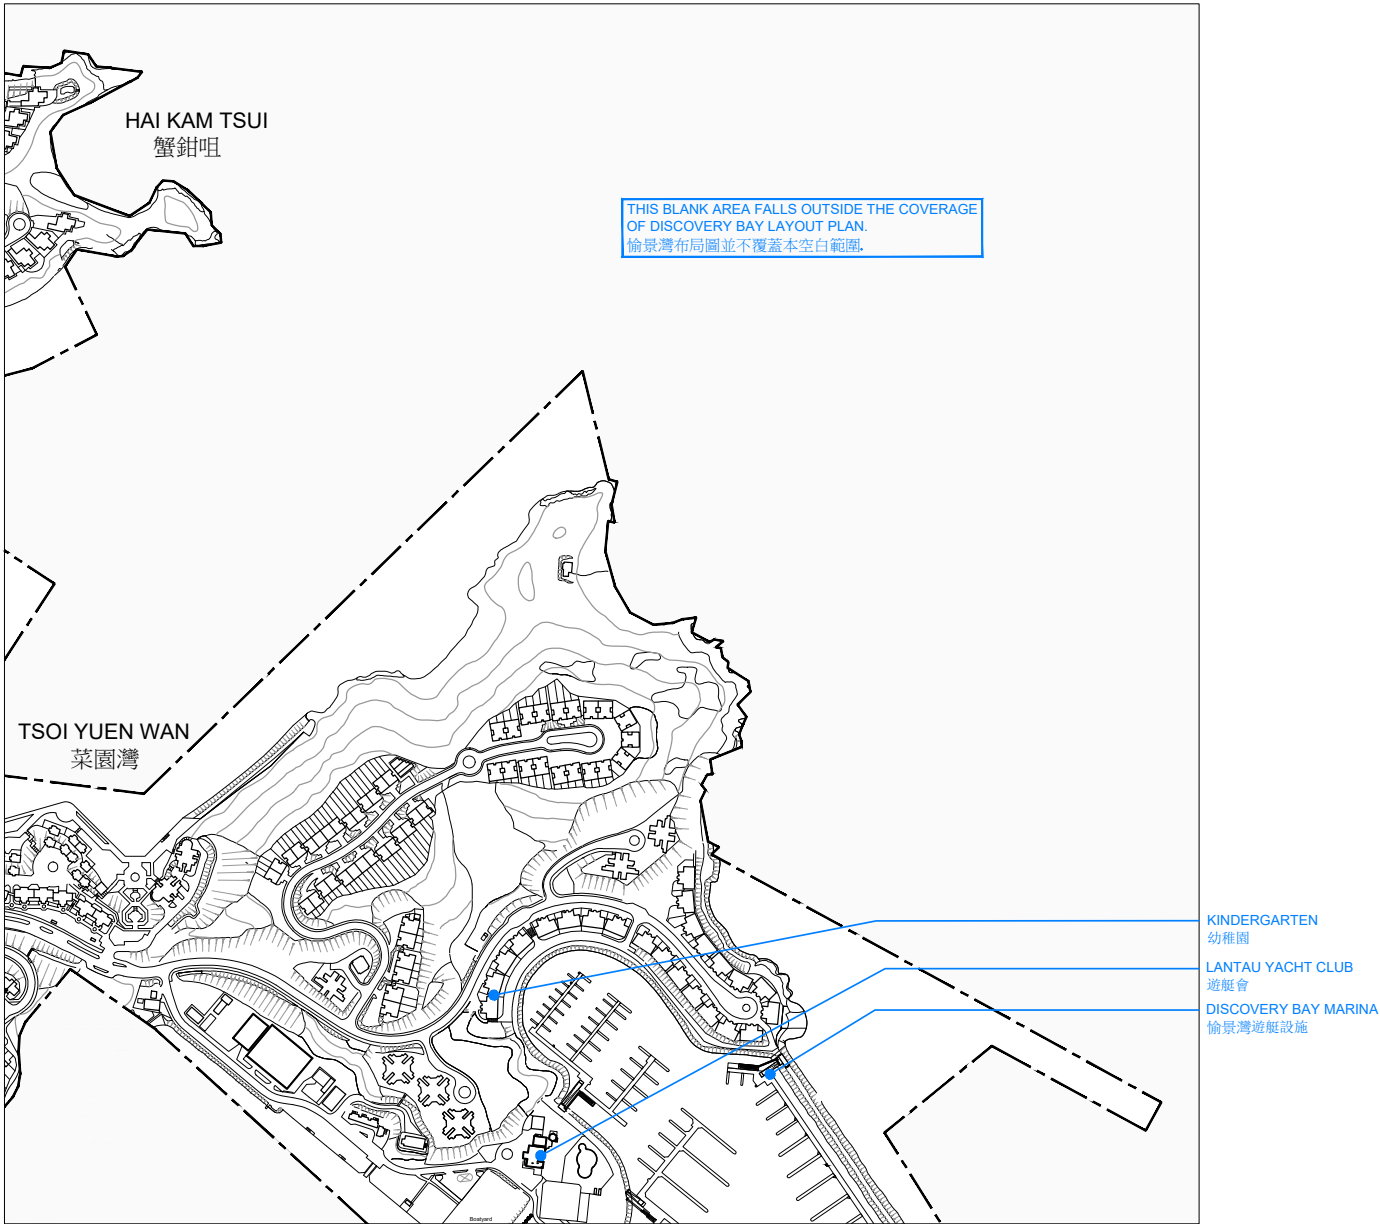 HAI KAM TSUI
蟹鉗咀
THIS BLANK AREA FALLS OUTSIDE THE COVERAGE
OF DISCOVERY BAY LAYOUT PLAN.
愉景灣布局圖並不覆蓋本空白範圍.
TSOI YUEN WAN
菜園灣
KINDERGARTEN
幼稚園
LANTAU YACHT CLUB
遊艇會
DISCOVERY BAY MARINA
愉景灣遊艇設施
Boatyard